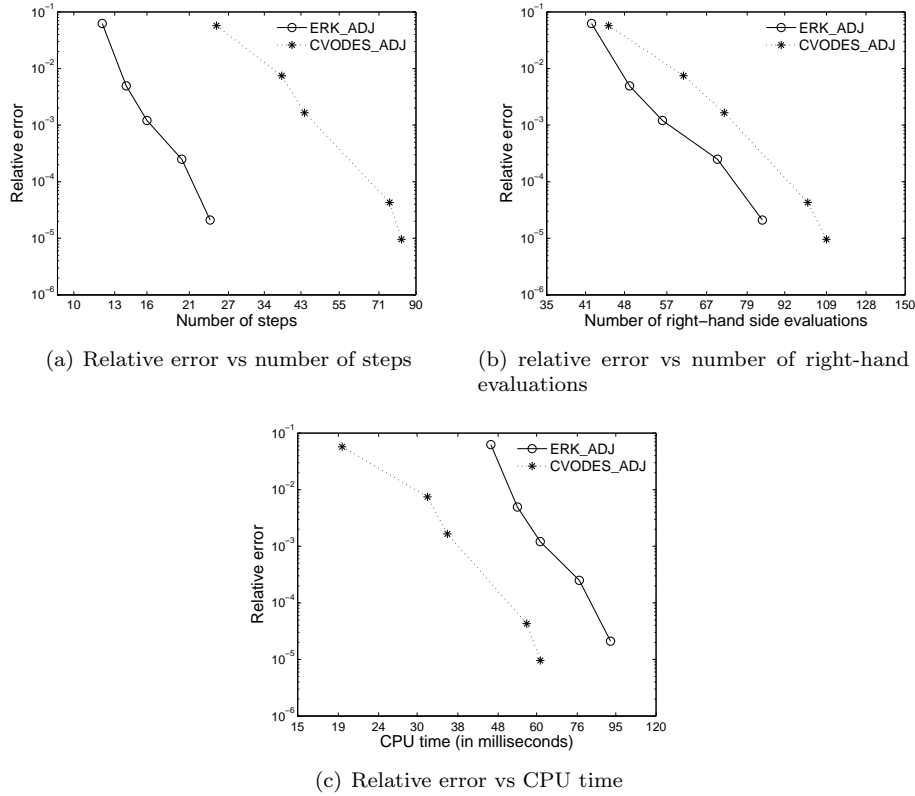 10^-1
10^-2
10^-3
10^-4
10^-5
10^-6
Relative error
ERK_ADJ
CVODES_ADJ
10 13 16 21 27 34 43 55 71 90
Number of steps
(a) Relative error vs number of steps
10^-1
10^-2
10^-3
10^-4
10^-5
10^-6
Relative error
ERK_ADJ
CVODES_ADJ
35 41 48 57 67 79 92 109 128 150
Number of right−hand side evaluations
(b) relative error vs number of right-hand
evaluations
10^-1
10^-2
10^-3
10^-4
10^-5
10^-6
Relative error
ERK_ADJ
CVODES_ADJ
15 19 24 30 38 48 60 76 95 120
CPU time (in milliseconds)
(c) Relative error vs CPU time